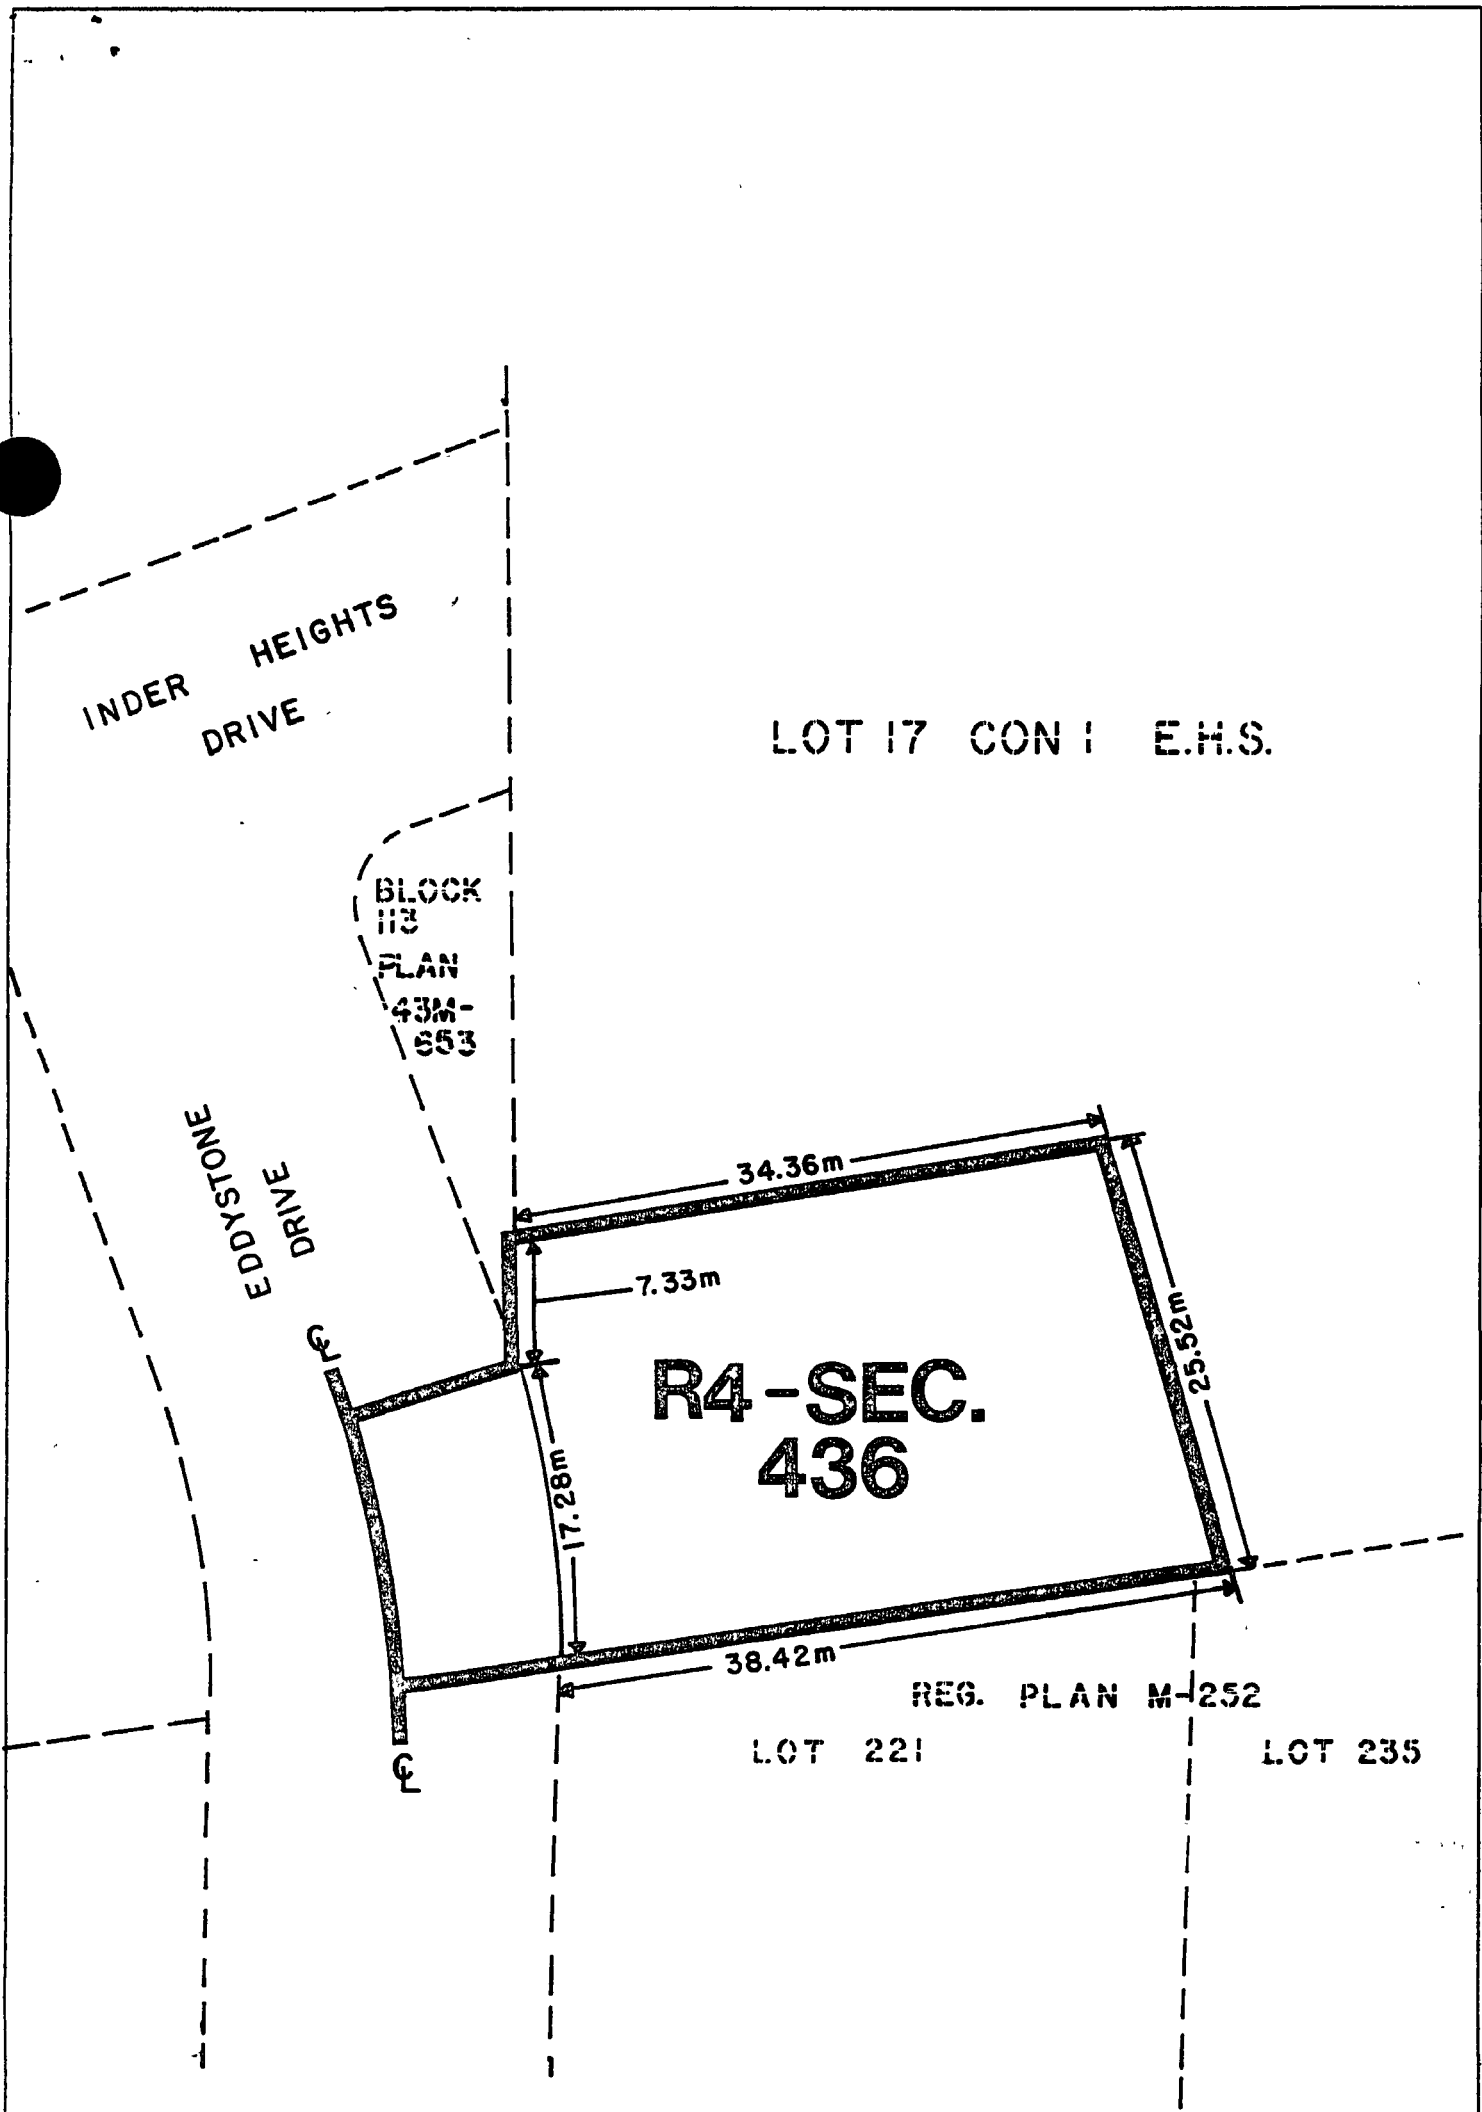 INDER HEIGHTS
DRIVE
LOT 17 CON 1 E.H.S.
BLOCK
113
PLAN
43M-
653
EDDYSTONE
DRIVE
34.36m
7.33m
25.52m
R4-SEC.
436
17.28m
38.42m
REG. PLAN M-252
LOT 221
LOT 235
℄
℄